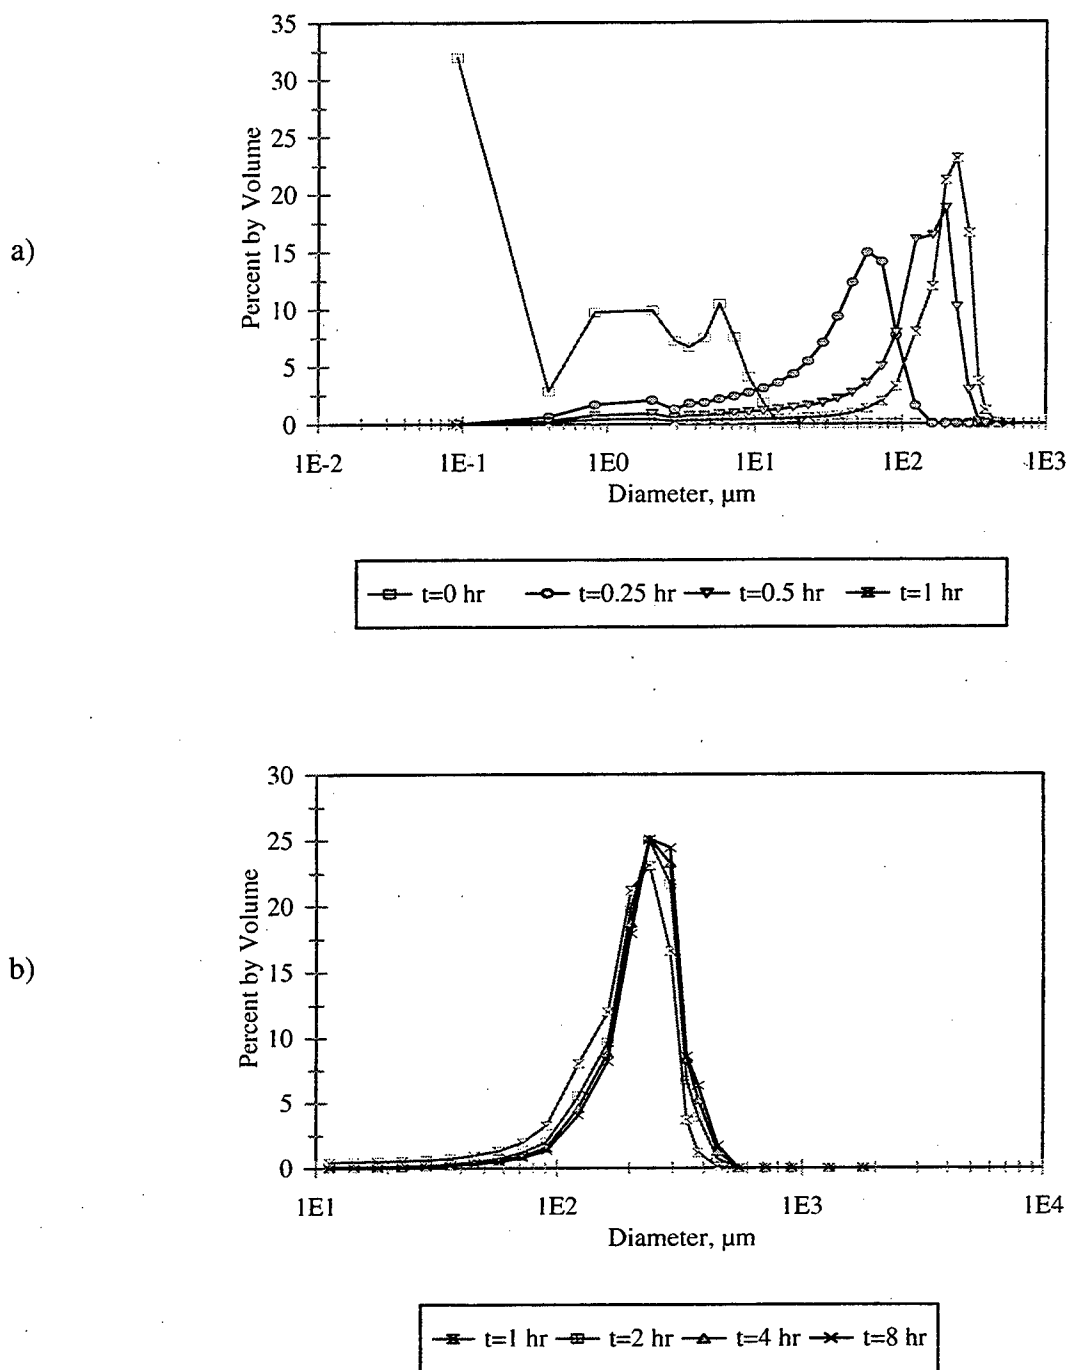 a)
Percent by Volume
35
30
25
20
15
10
5
0
1E-2 1E-1 1E0 1E1 1E2 1E3
Diameter, µm
t=0 hr t=0.25 hr t=0.5 hr t=1 hr
b)
Percent by Volume
30
25
20
15
10
5
0
1E1 1E2 1E3 1E4
Diameter, µm
t=1 hr t=2 hr t=4 hr t=8 hr